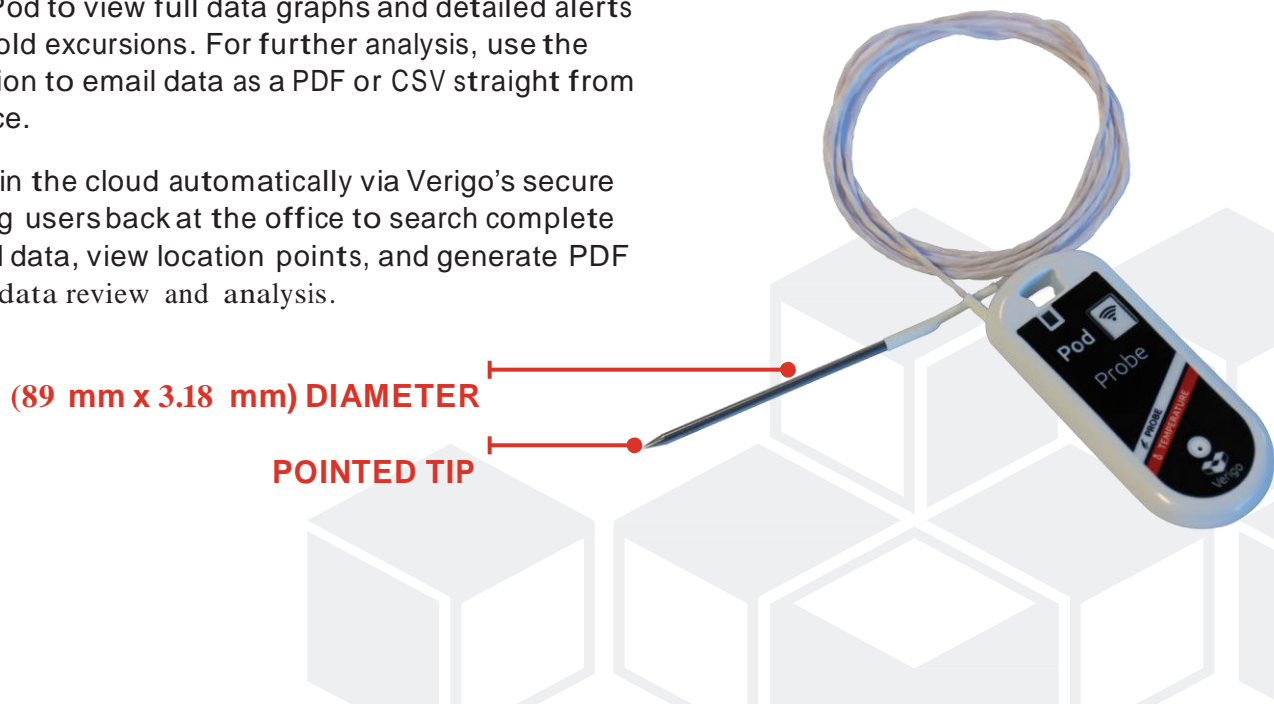 Pod to view full data graphs and detailed alerts
old excursions. For further analysis, use the
ion to email data as a PDF or CSV straight from
ce.
in the cloud automatically via Verigo's secure
g users back at the office to search complete
data, view location points, and generate PDF
data review and analysis.
(89 mm x 3.18 mm) DIAMETER
POINTED TIP
Pod
Probe
PROBE
TEMPERATURE
Verigo